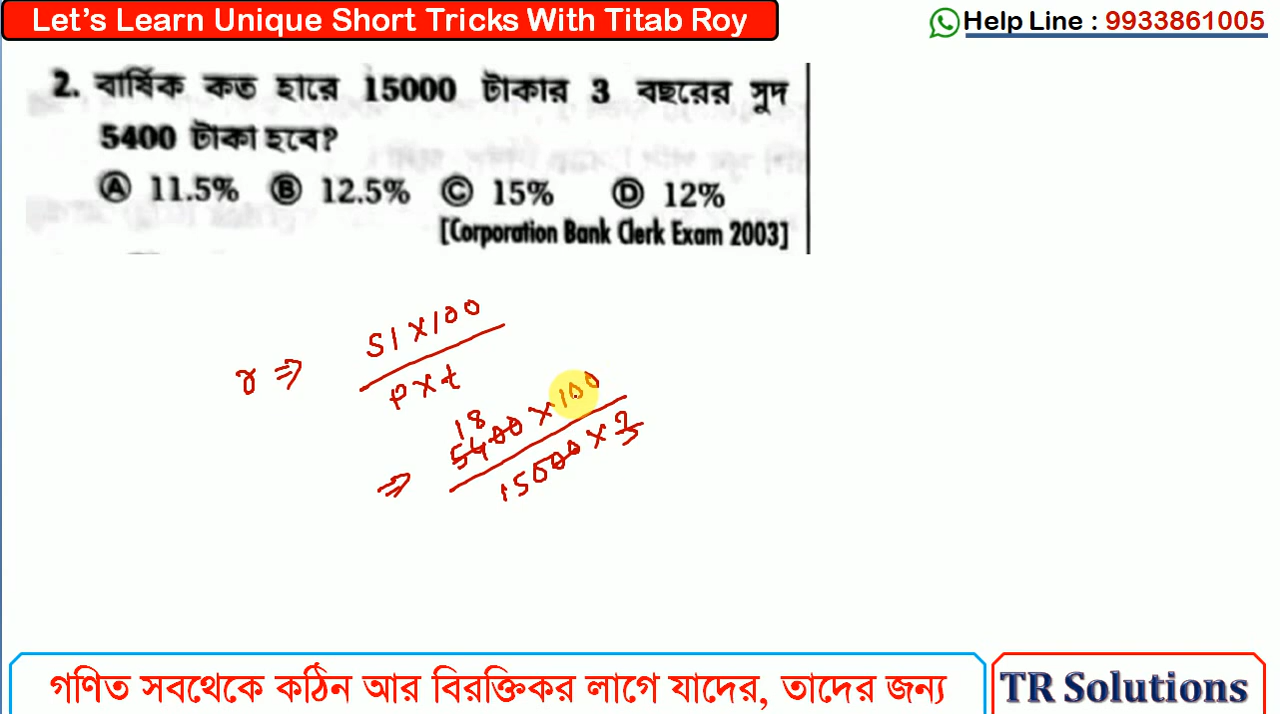 Let's Learn Unique Short Tricks With Titab Roy
Help Line : 9933861005
2. বার্ষিক কত হারে 15000 টাকার 3 বছরের সুদ
5400 টাকা হবে?
Ⓐ 11.5% Ⓑ 12.5% Ⓒ 15% Ⓓ 12%
[Corporation Bank Clerk Exam 2003]
SI×100
r ⇒
P×t
18
5400 × 100
⇒
15000 × 3
গণিত সবথেকে কঠিন আর বিরক্তিকর লাগে যাদের, তাদের জন্য
TR Solutions